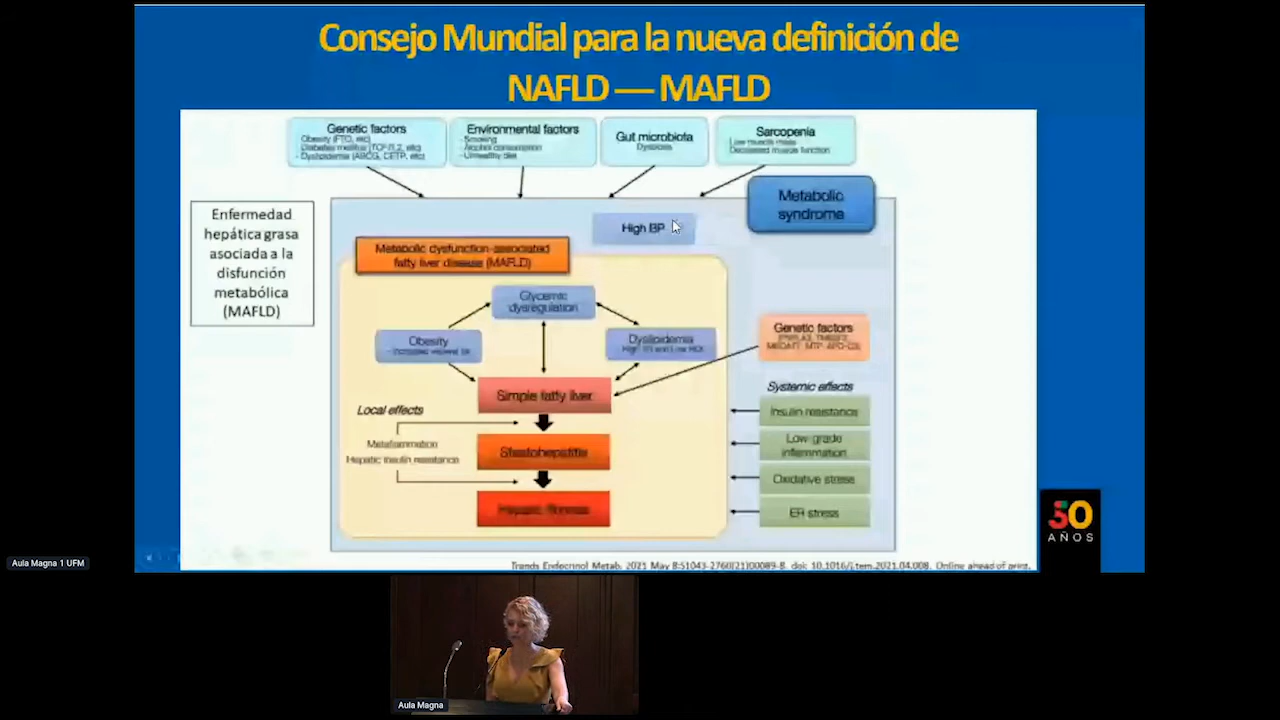 Consejo Mundial para la nueva definición de
NAFLD — MAFLD
Genetic factors
Obesity (FTO, etc)
Diabetes mellitus (TCF7L2, etc)
- Dyslipidemia (ABCG, CETP, etc)
Environmental factors
- Smoking
- Alcohol consumption
- Unhealthy diet
Gut microbiota
Dysbiosis
Sarcopenia
Low muscle mass
Decreased muscle function
Metabolic
syndrome
Enfermedad
hepática grasa
asociada a la
disfunción
metabólica
(MAFLD)
High BP
Metabolic dysfunction-associated
fatty liver disease (MAFLD)
Glycemic
dysregulation
Obesity
Dyslipidemia
Genetic factors
Simple fatty liver
Systemic effects
Local effects
Insulin resistance
Metaflammation
Hepatic insulin resistance
Steatohepatitis
Low-grade
inflammation
Oxidative stress
Hepatic fibrosis
ER stress
50
AÑOS
Trends Endocrinol Metab. 2021 May 8:S1043-2760(21)00089-8. doi: 10.1016/j.tem.2021.04.008. Online ahead of print.
Aula Magna 1 UFM
Aula Magna